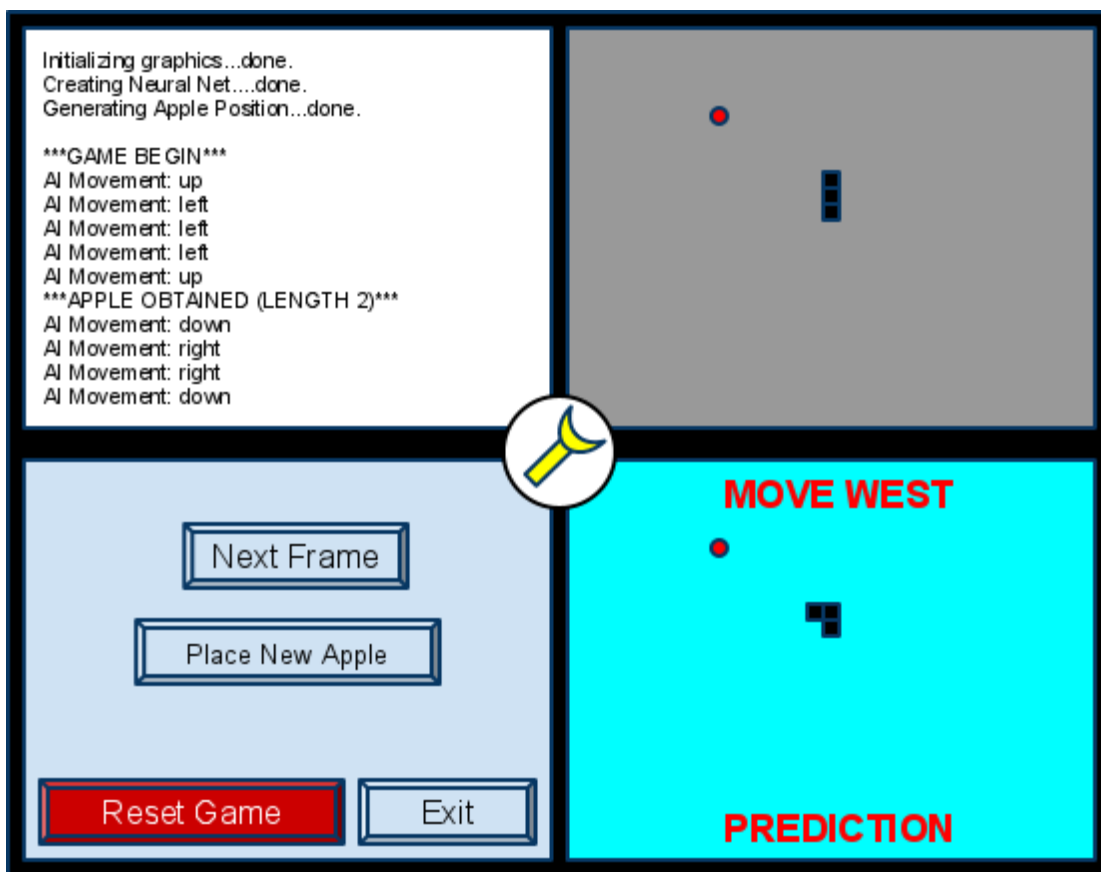 Initializing graphics...done.
Creating Neural Net....done.
Generating Apple Position...done.
***GAME BEGIN***
AI Movement: up
AI Movement: left
AI Movement: left
AI Movement: left
AI Movement: up
***APPLE OBTAINED (LENGTH 2)***
AI Movement: down
AI Movement: right
AI Movement: right
AI Movement: down
Next Frame
Place New Apple
Reset Game
Exit
MOVE WEST
PREDICTION